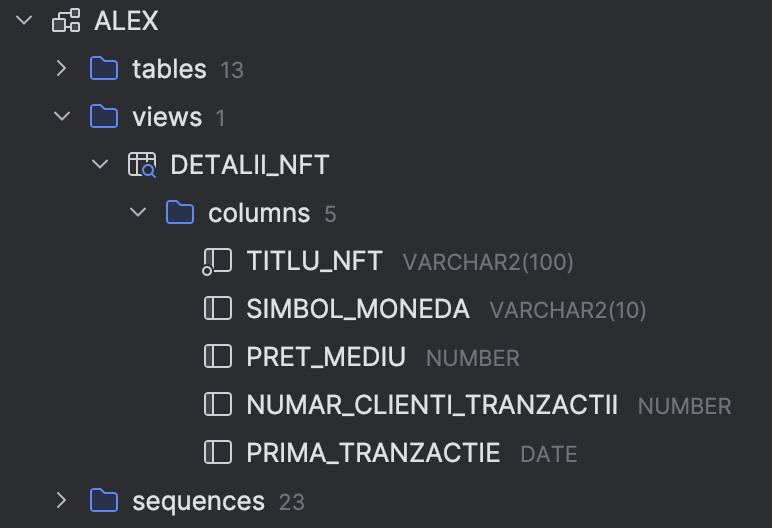 ALEX
tables 13
views 1
DETALII_NFT
columns 5
TITLU_NFT VARCHAR2(100)
SIMBOL_MONEDA VARCHAR2(10)
PRET_MEDIU NUMBER
NUMAR_CLIENTI_TRANZACTII NUMBER
PRIMA_TRANZACTIE DATE
sequences 23